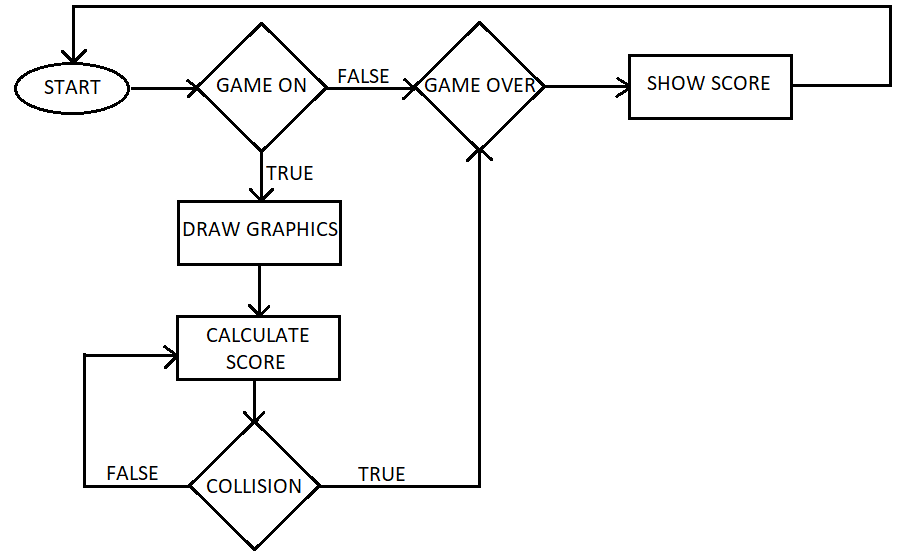 START
GAME ON
FALSE
GAME OVER
SHOW SCORE
TRUE
DRAW GRAPHICS
CALCULATE
SCORE
FALSE
COLLISION
TRUE